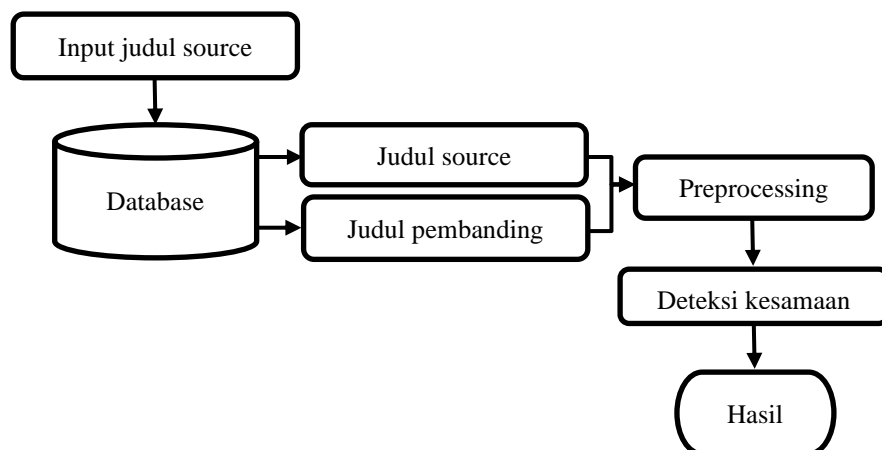 Input judul source
Judul source
Database
Preprocessing
Judul pembanding
Deteksi kesamaan
Hasil